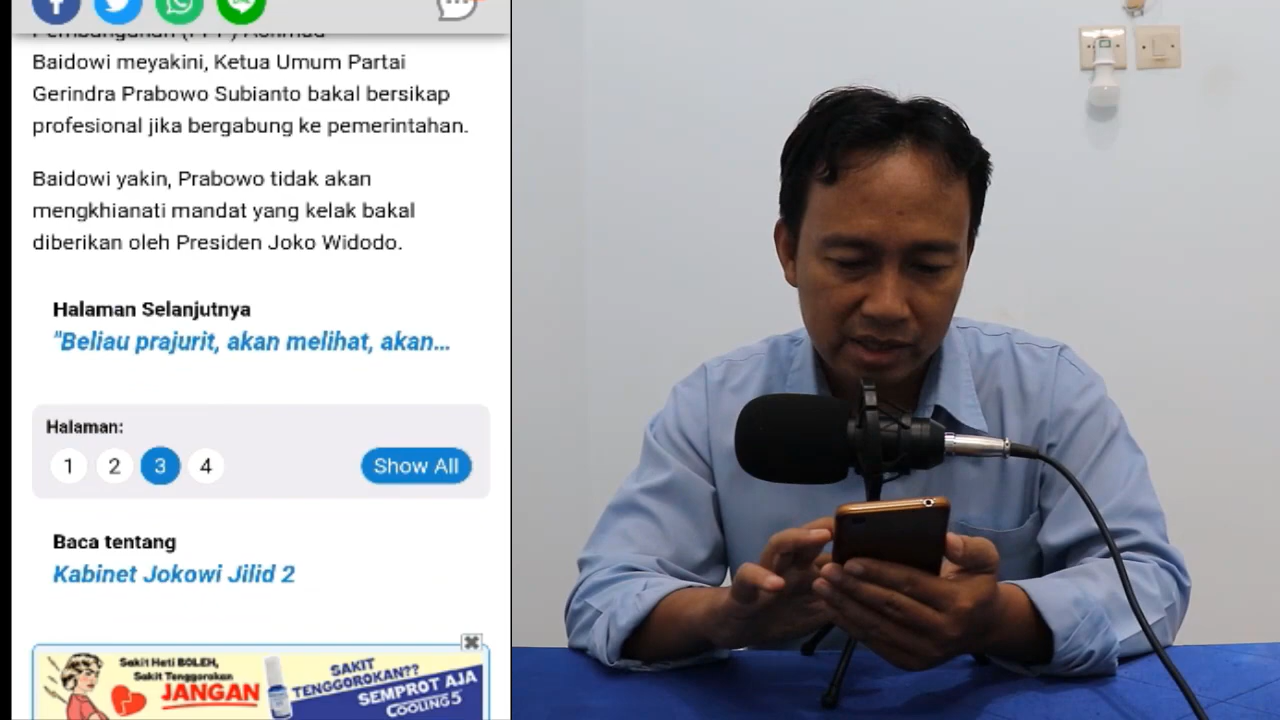 Baidowi meyakini, Ketua Umum Partai
Gerindra Prabowo Subianto bakal bersikap
profesional jika bergabung ke pemerintahan.
Baidowi yakin, Prabowo tidak akan
mengkhianati mandat yang kelak bakal
diberikan oleh Presiden Joko Widodo.
Halaman Selanjutnya
"Beliau prajurit, akan melihat, akan...
Halaman:
1 2 3 4 Show All
Baca tentang
Kabinet Jokowi Jilid 2
Sakit Hati BOLEH,
Sakit Tenggorokan
JANGAN
SAKIT
TENGGOROKAN??
SEMPROT AJA
COOLING 5